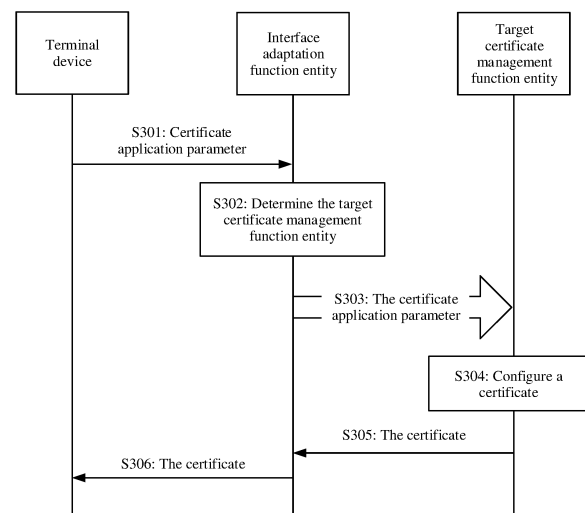 Terminal
device
Interface
adaptation
function entity
Target
certificate
management
function entity
S301: Certificate
application parameter
S302: Determine the target
certificate management
function entity
S303: The certificate
application parameter
S304: Configure a
certificate
S305: The certificate
S306: The certificate